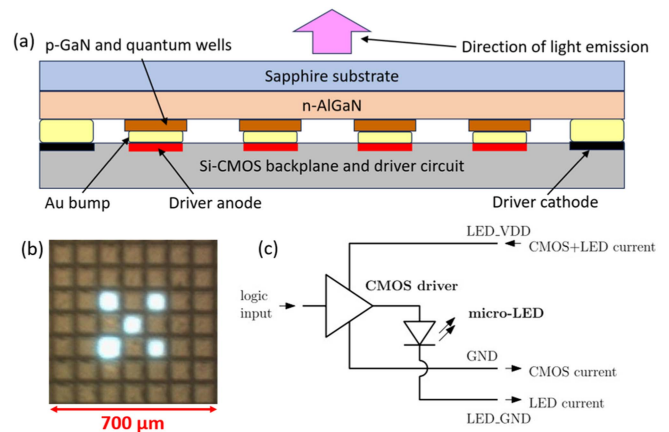 (a)
p-GaN and quantum wells
Direction of light emission
Sapphire substrate
n-AlGaN
Si-CMOS backplane and driver circuit
Au bump
Driver anode
Driver cathode
(b)
700 μm
(c)
LED_VDD
CMOS+LED current
CMOS driver
logic
input
micro-LED
GND
CMOS current
LED current
LED_GND